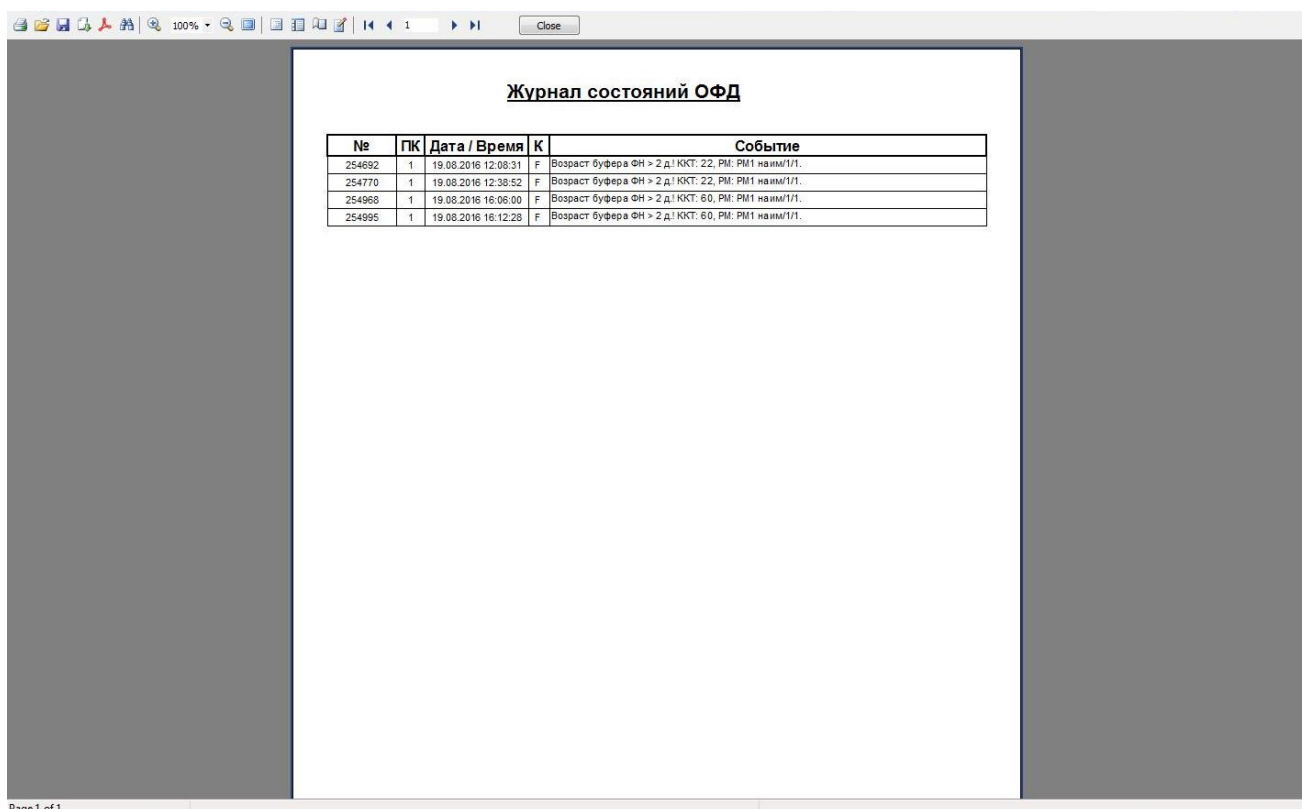 100%
1
Close
Журнал состояний ОФД
№ ПК Дата / Время К Событие
254692 1 19.08.2016 12:08:31 F Возраст буфера ФН > 2 д.! ККТ: 22, РМ: РМ1 наим/1/1.
254770 1 19.08.2016 12:38:52 F Возраст буфера ФН > 2 д.! ККТ: 22, РМ: РМ1 наим/1/1.
254968 1 19.08.2016 16:06:00 F Возраст буфера ФН > 2 д.! ККТ: 60, РМ: РМ1 наим/1/1.
254995 1 19.08.2016 16:12:28 F Возраст буфера ФН > 2 д.! ККТ: 60, РМ: РМ1 наим/1/1.
Page 1 of 1